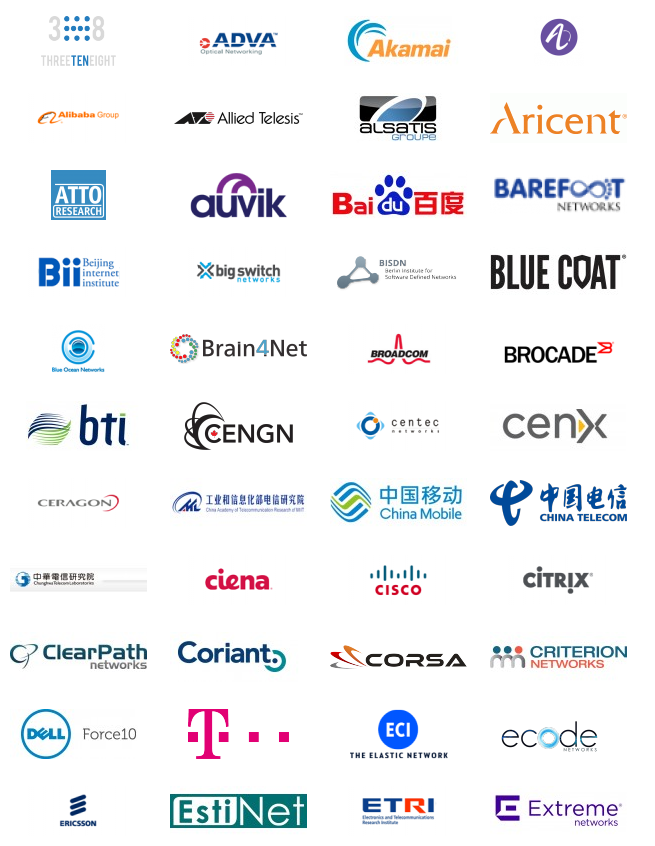 3 8
THREETENEIGHT
ADVA™
Optical Networking
Akamai
Alibaba Group
Allied Telesis™
ALSATIS
GROUPE
Aricent®
ATTO
RESEARCH
auvik
Bai du 百度
BAREFOOT
NETWORKS
Bii Beijing
internet
institute
big switch
networks
BISDN
Berlin Institute for
Software Defined Networks
BLUE COAT®
Blue Ocean Networks
Brain4Net
BROADCOM
BROCADE
bti
CENGN
centec
networks
cenx
CERAGON
工业和信息化部电信研究院
China Academy of Telecommunication Research of MIIT
中国移动
China Mobile
中国电信
CHINA TELECOM
中華電信研究院
Chunghwa Telecom Laboratories
ciena
CISCO
CITRIX®
ClearPath
networks
Coriant
CORSA
CRITERION
NETWORKS
DELL Force10
T
ECI
THE ELASTIC NETWORK
ecode
NETWORKS
ERICSSON
EstiNet
ETRI
Electronics and Telecommunications
Research Institute
Extreme®
networks